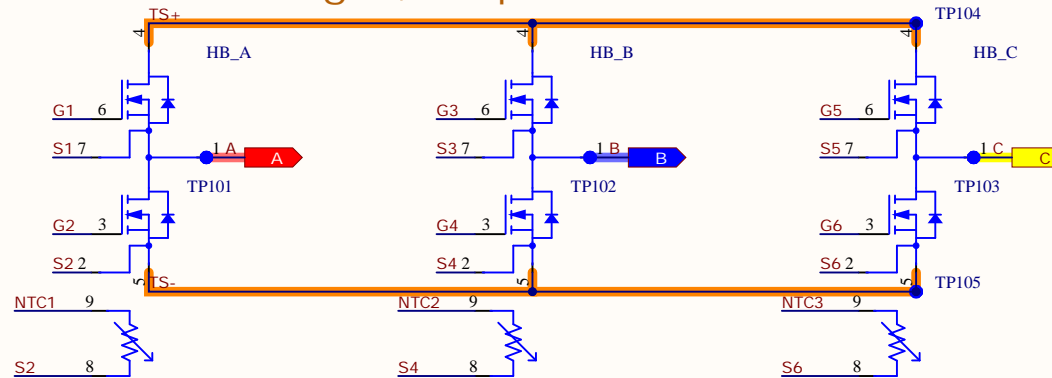 TS+
TP104
4 4 4
HB_A HB_B HB_C
G1 6 G3 6 G5 6
S1 7 1 A A S3 7 1 B B S5 7 1 C C
TP101 TP102 TP103
G2 3 G4 3 G6 3
S2 2 S4 2 S6 2
5 TS- 5 5 TP105
NTC1 9 NTC2 9 NTC3 9
S2 8 S4 8 S6 8